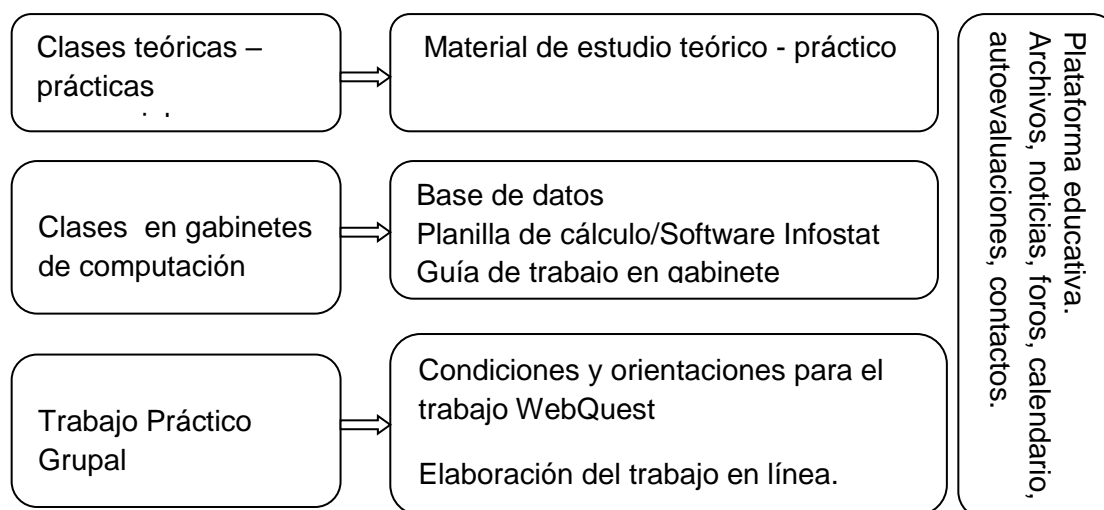 Clases teóricas –
prácticas
Material de estudio teórico - práctico
Clases en gabinetes
de computación
Base de datos
Planilla de cálculo/Software Infostat
Guía de trabajo en gabinete
Trabajo Práctico
Grupal
Condiciones y orientaciones para el
trabajo WebQuest
Elaboración del trabajo en línea.
Plataforma educativa.
Archivos, noticias, foros, calendario,
autoevaluaciones, contactos.